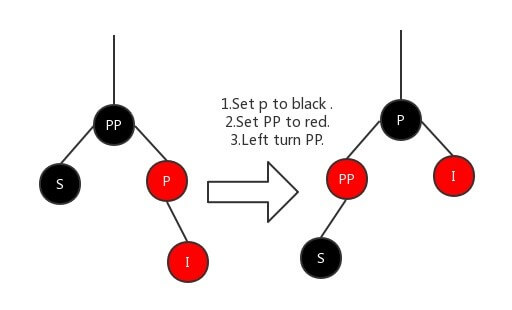 PP
S
P
I
1.Set p to black .
2.Set PP to red.
3.Left turn PP.
P
PP
I
S